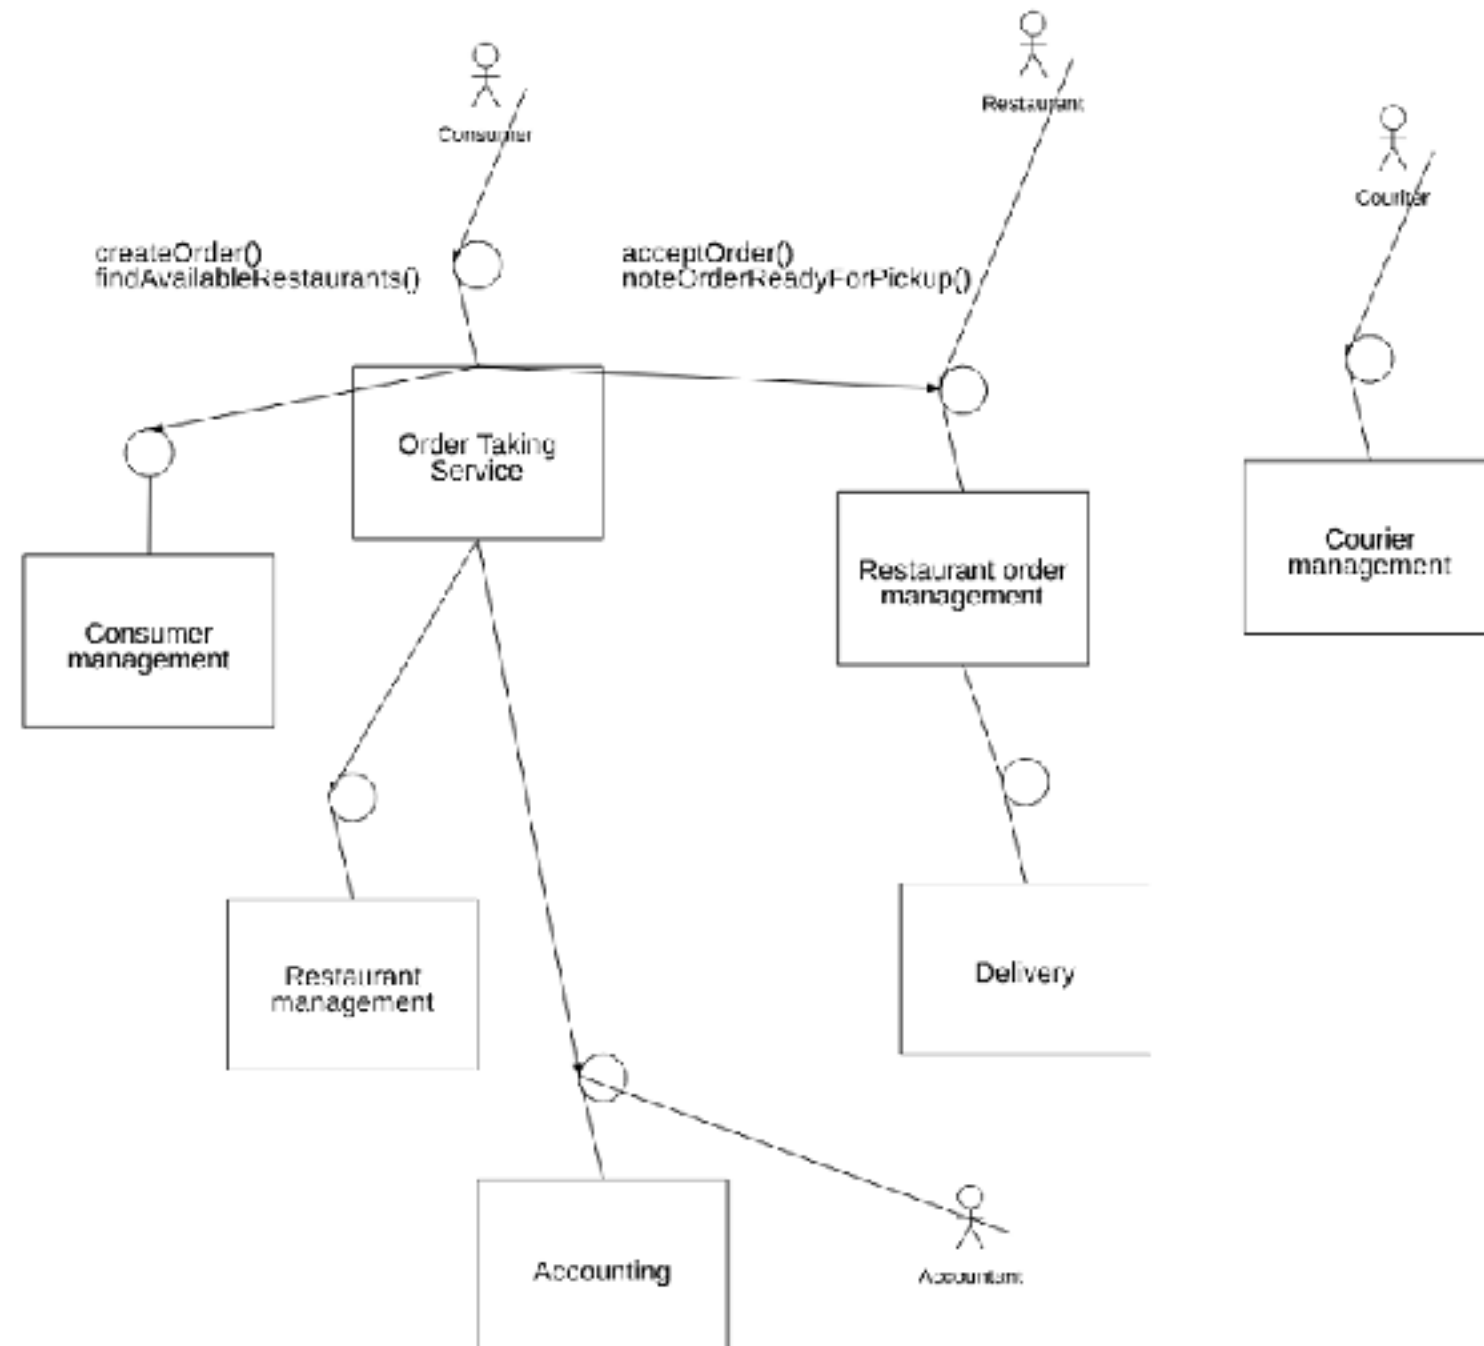 Restaurant
Consumer
Couriter
createOrder()
findAvailableRestaurants()
acceptOrder()
noteOrderReadyForPickup()
Order Taking
Service
Restaurant order
management
Courier
management
Consumer
management
Restaurant
management
Delivery
Accounting
Accountant